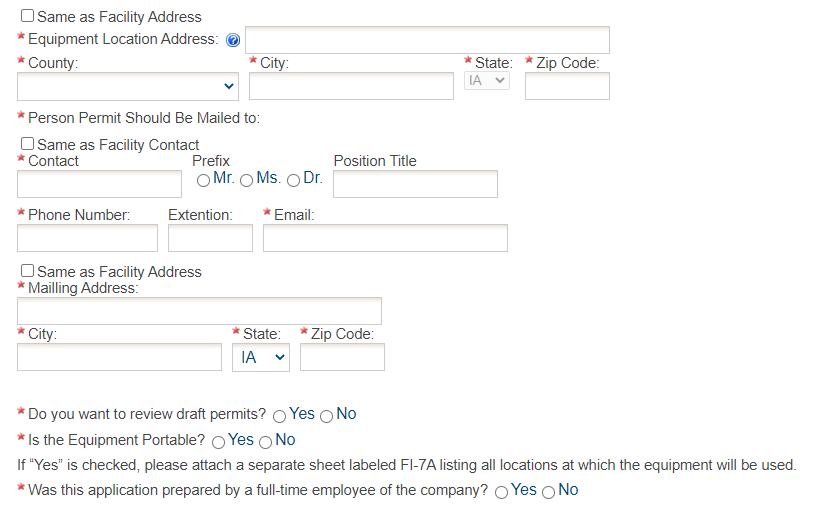 Same as Facility Address
* Equipment Location Address: ?
* County: * City: * State: * Zip Code:
IA
* Person Permit Should Be Mailed to:
Same as Facility Contact
* Contact Prefix Position Title
Mr. Ms. Dr.
* Phone Number: Extention: * Email:
Same as Facility Address
* Mailling Address:
* City: * State: * Zip Code:
IA
* Do you want to review draft permits? Yes No
* Is the Equipment Portable? Yes No
If “Yes” is checked, please attach a separate sheet labeled FI-7A listing all locations at which the equipment will be used.
* Was this application prepared by a full-time employee of the company? Yes No